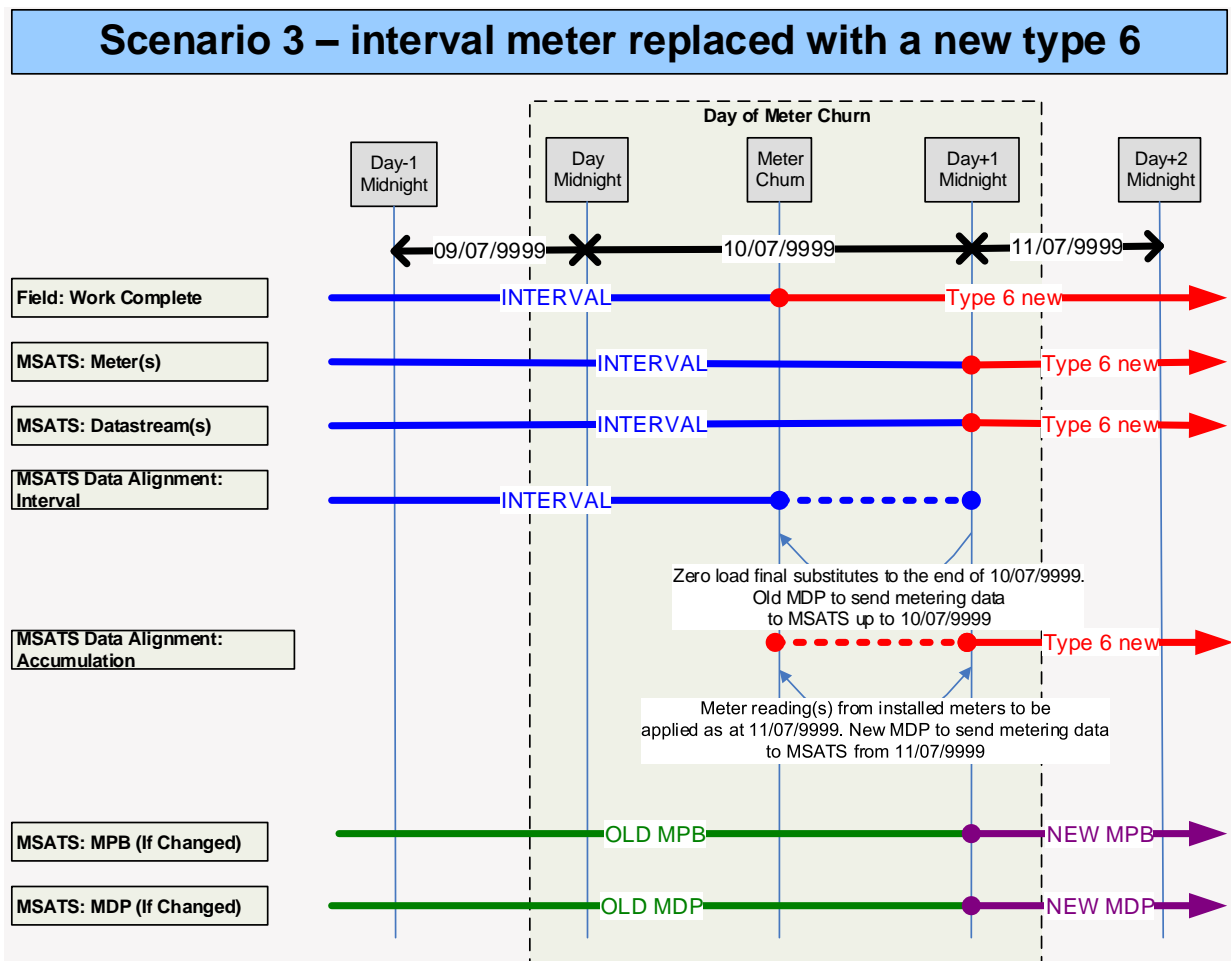 Scenario 3 – interval meter replaced with a new type 6
Day of Meter Churn
Day-1
Midnight
Day
Midnight
Meter
Churn
Day+1
Midnight
Day+2
Midnight
09/07/9999
10/07/9999
11/07/9999
Field: Work Complete
INTERVAL
Type 6 new
MSATS: Meter(s)
INTERVAL
Type 6 new
MSATS: Datastream(s)
INTERVAL
Type 6 new
MSATS Data Alignment:
Interval
INTERVAL
Zero load final substitutes to the end of 10/07/9999.
Old MDP to send metering data
to MSATS up to 10/07/9999
MSATS Data Alignment:
Accumulation
Type 6 new
Meter reading(s) from installed meters to be
applied as at 11/07/9999. New MDP to send metering data
to MSATS from 11/07/9999
MSATS: MPB (If Changed)
OLD MPB
NEW MPB
MSATS: MDP (If Changed)
OLD MDP
NEW MDP